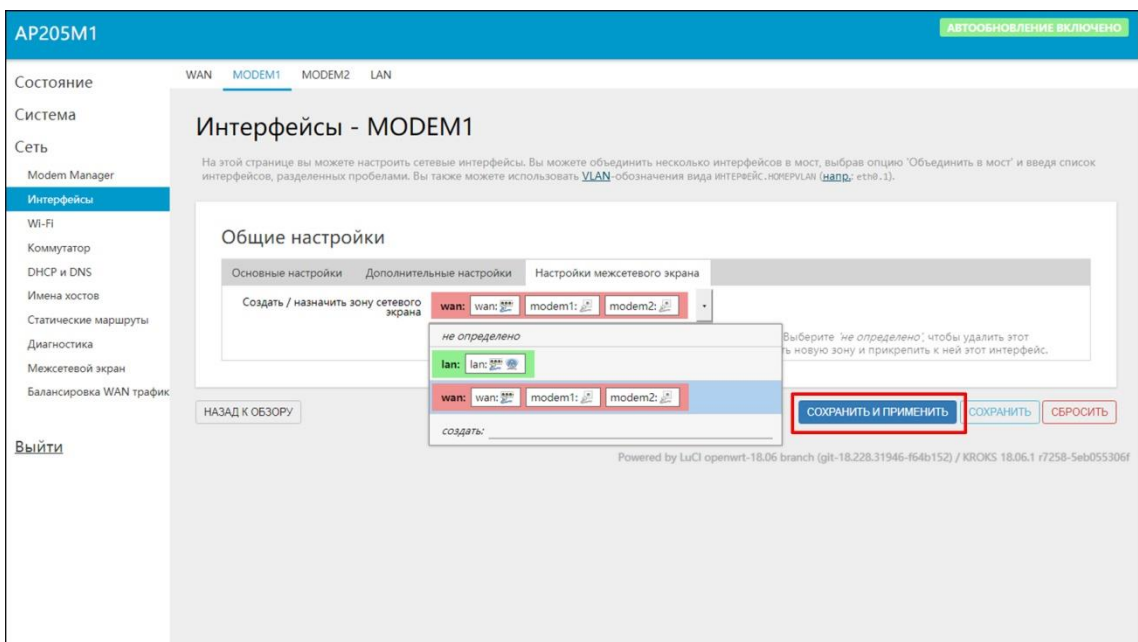 AP205M1
АВТООБНОВЛЕНИЕ ВКЛЮЧЕНО
Состояние
Система
Сеть
Modem Manager
Интерфейсы
Wi-Fi
Коммутатор
DHCP и DNS
Имена хостов
Статические маршруты
Диагностика
Межсетевой экран
Балансировка WAN трафик
Выйти
WAN MODEM1 MODEM2 LAN
Интерфейсы - MODEM1
На этой странице вы можете настроить сетевые интерфейсы. Вы можете объединить несколько интерфейсов в мост, выбрав опцию 'Объединить в мост' и введя список
интерфейсов, разделенных пробелами. Вы также можете использовать VLAN-обозначения вида ИНТЕРФЕЙС.НОМЕРVLAN (напр.: eth0.1).
Общие настройки
Основные настройки Дополнительные настройки Настройки межсетевого экрана
Создать / назначить зону сетевого
экрана
wan: wan: modem1: modem2:
не определено
lan: lan:
wan: wan: modem1: modem2:
создать:
Выберите 'не определено', чтобы удалить этот
новую зону и прикрепить к ней этот интерфейс.
НАЗАД К ОБЗОРУ
СОХРАНИТЬ И ПРИМЕНИТЬ СОХРАНИТЬ СБРОСИТЬ
Powered by LuCI openwrt-18.06 branch (git-18.228.31946-f64b152) / KROKS 18.06.1 r7258-5eb055306f